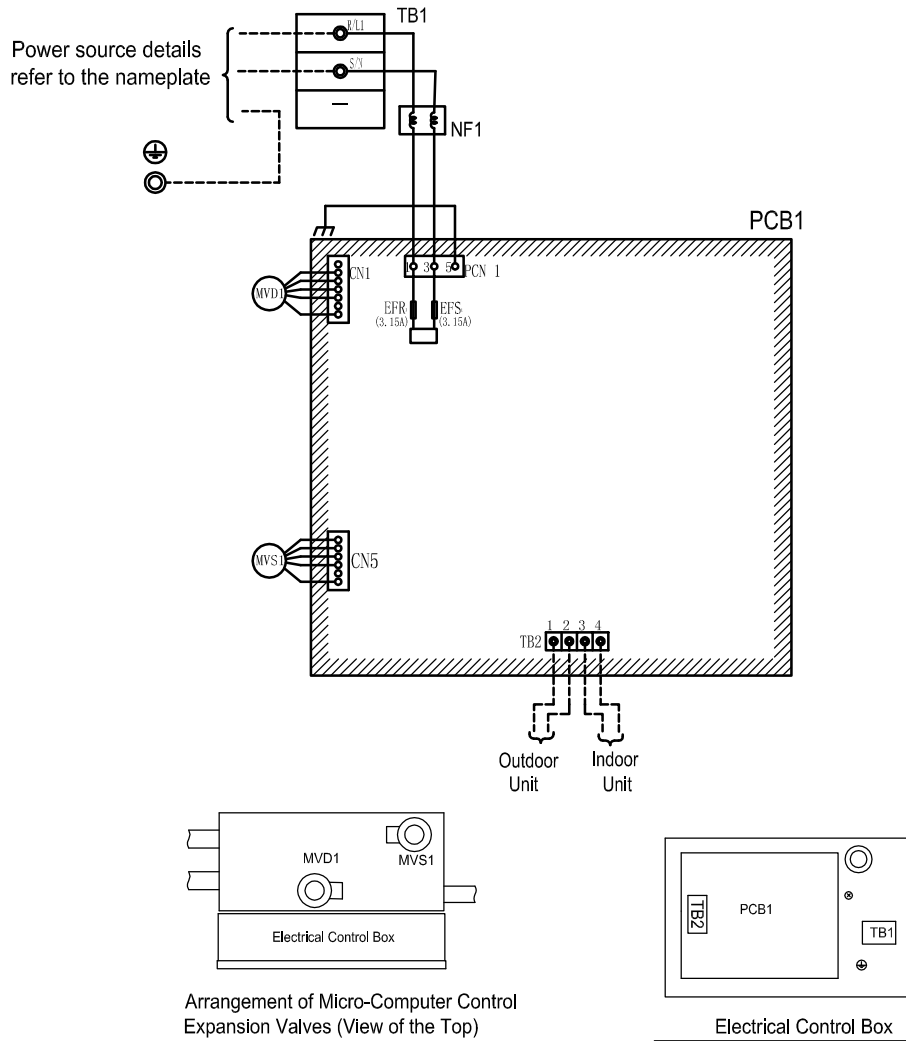 TB1
R/L1
Power source details
refer to the nameplate
S/N
NF1
PCB1
CN1
1 3 5 PCN 1
MVD1
EFR EFS
(3.15A) (3.15A)
MVS1
CN5
1 2 3 4
TB2
Outdoor
Unit
Indoor
Unit
MVD1
MVS1
Electrical Control Box
Arrangement of Micro-Computer Control
Expansion Valves (View of the Top)
TB2
PCB1
TB1
Electrical Control Box